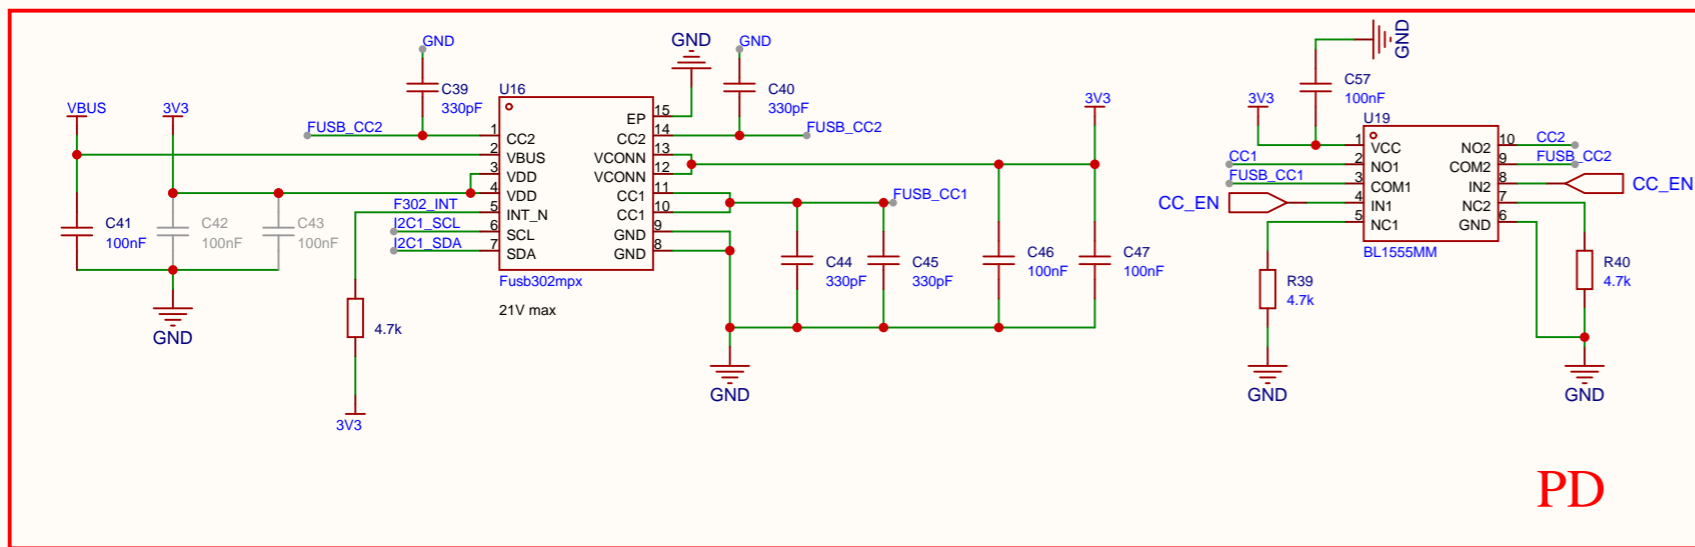 GND
C39
330pF
FUSB_CC2
VBUS
3V3
C41
100nF
C42
100nF
C43
100nF
GND
F302_INT
I2C1_SCL
I2C1_SDA
4.7k
3V3
U16
1 CC2
2 VBUS
3 VDD
4 VDD
5 INT_N
6 SCL
7 SDA
EP 15
CC2 14
VCONN 13
VCONN 12
CC1 11
CC1 10
GND 9
GND 8
Fusb302mpx
21V max
GND
GND
C40
330pF
FUSB_CC2
FUSB_CC1
3V3
C44
330pF
C45
330pF
C46
100nF
C47
100nF
GND
GND
C57
100nF
3V3
U19
1 VCC
2 NO1
3 COM1
4 IN1
5 NC1
NO2 10
COM2 9
IN2 8
NC2 7
GND 6
BL1555MM
CC1
FUSB_CC1
CC_EN
CC2
FUSB_CC2
CC_EN
R39
4.7k
R40
4.7k
GND
GND
PD